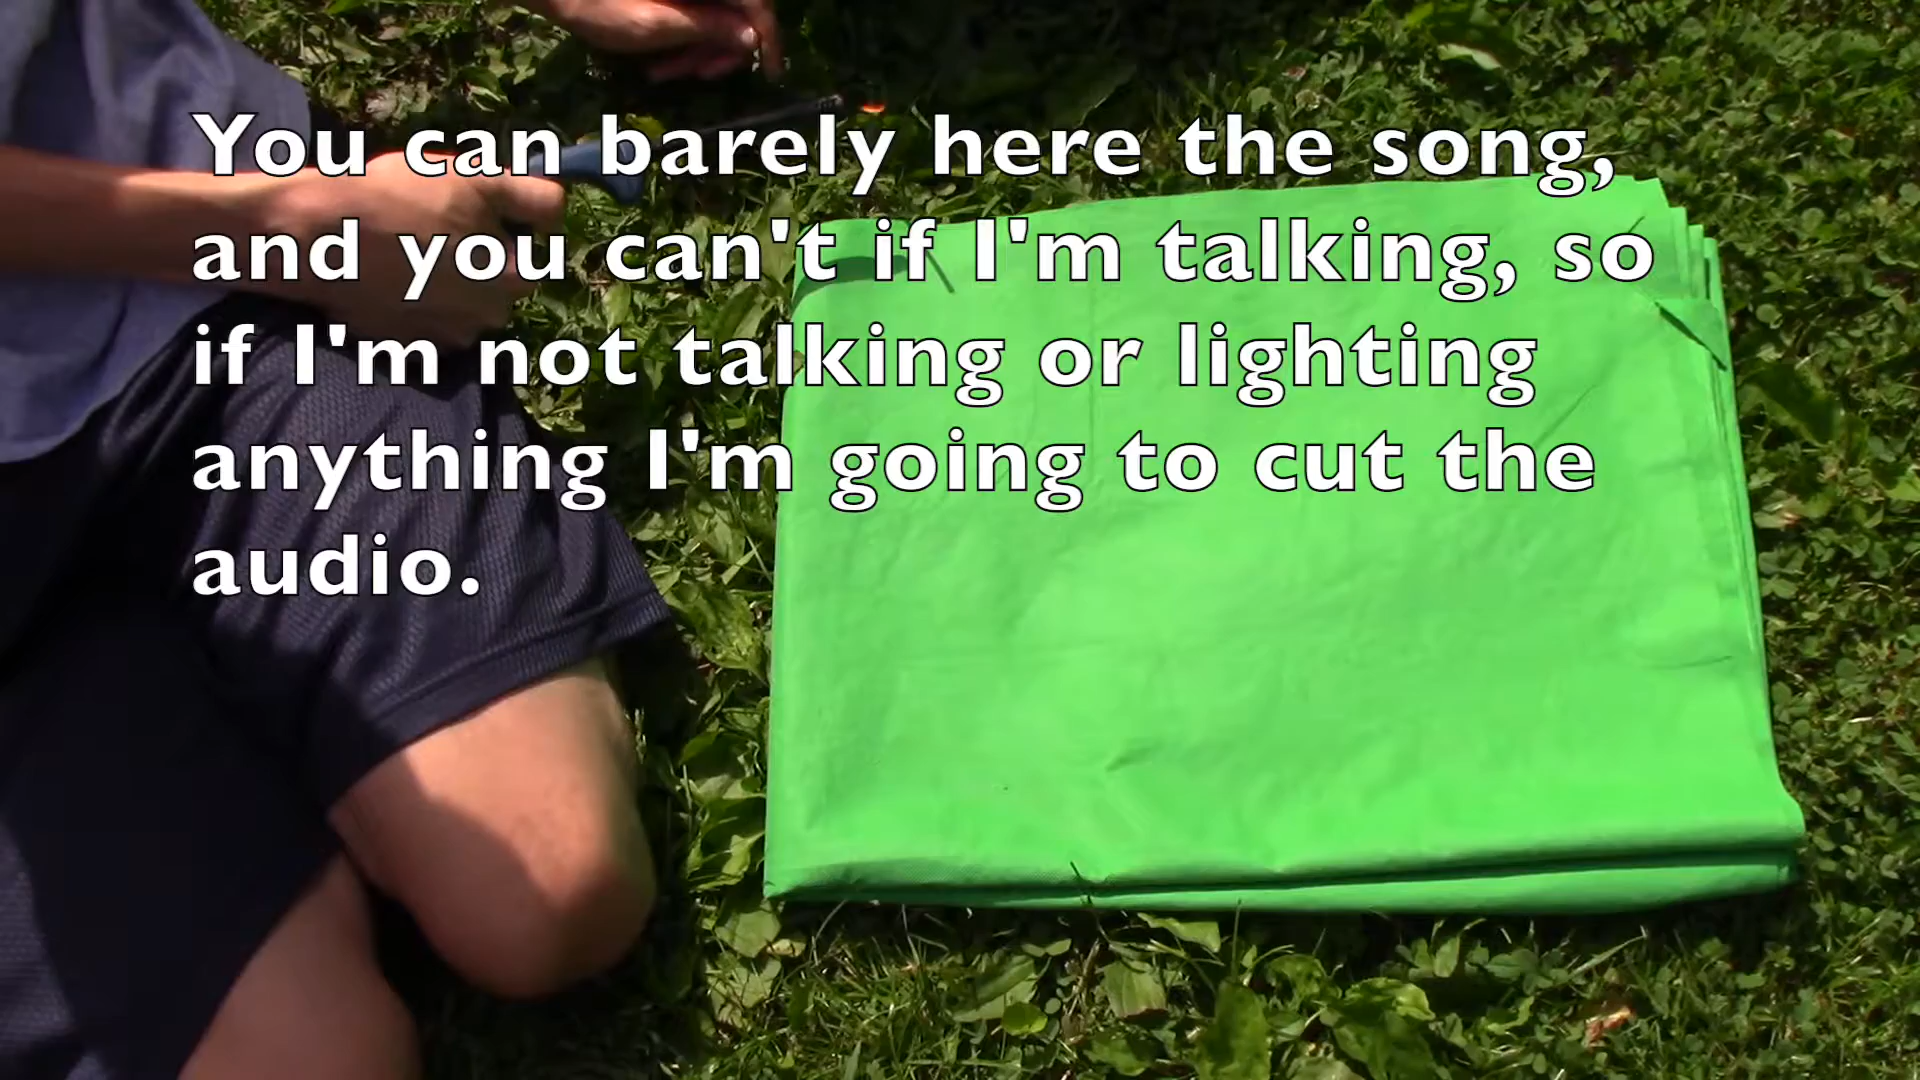 You can barely here the song,
and you can't if I'm talking, so
if I'm not talking or lighting
anything I'm going to cut the
audio.